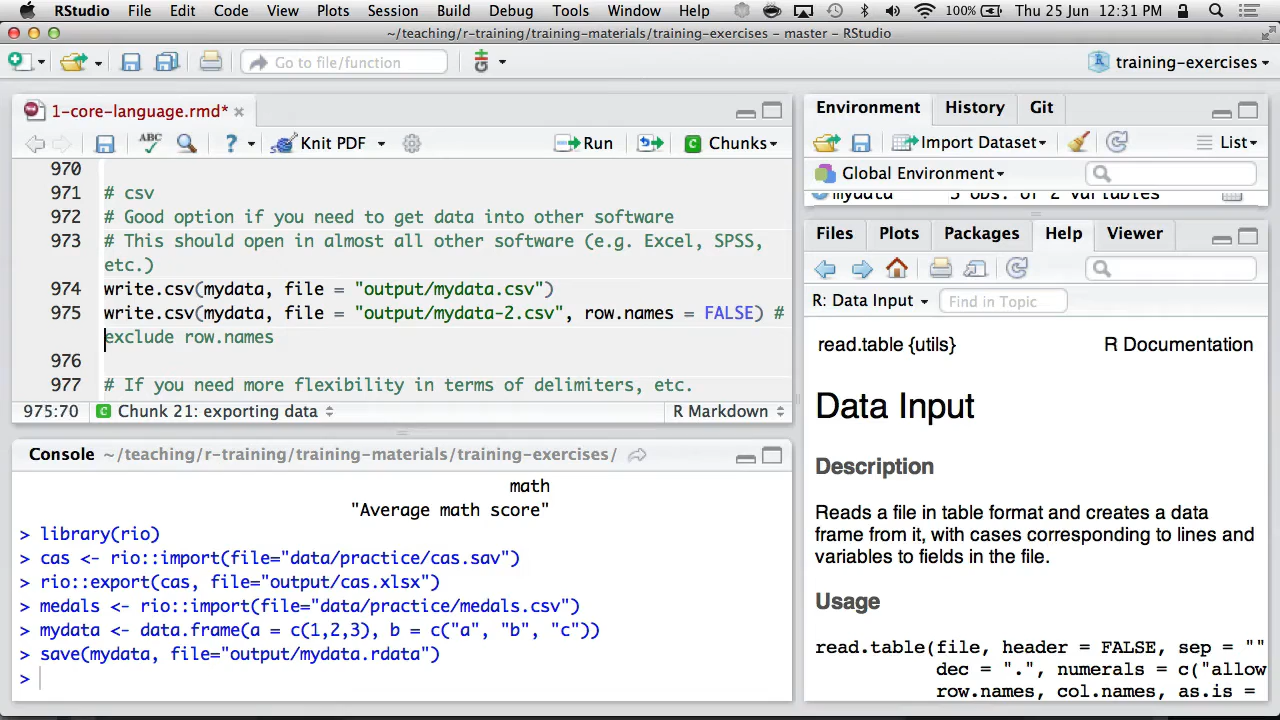 RStudio File Edit Code View Plots Session Build Debug Tools Window Help 100% Thu 25 Jun 12:31 PM
~/teaching/r-training/training-materials/training-exercises - master - RStudio
Go to file/function training-exercises
1-core-language.rmd*
ABC ? Knit PDF Run Chunks
970
971 # csv
972 # Good option if you need to get data into other software
973 # This should open in almost all other software (e.g. Excel, SPSS,
etc.)
974 write.csv(mydata, file = "output/mydata.csv")
975 write.csv(mydata, file = "output/mydata-2.csv", row.names = FALSE) #
exclude row.names
976
977 # If you need more flexibility in terms of delimiters, etc.
975:70 C Chunk 21: exporting data R Markdown
Console ~/teaching/r-training/training-materials/training-exercises/
math
"Average math score"
> library(rio)
> cas <- rio::import(file="data/practice/cas.sav")
> rio::export(cas, file="output/cas.xlsx")
> medals <- rio::import(file="data/practice/medals.csv")
> mydata <- data.frame(a = c(1,2,3), b = c("a", "b", "c"))
> save(mydata, file="output/mydata.rdata")
>
Environment History Git
Import Dataset List
Global Environment
mydata 3 obs. of 2 variables
Files Plots Packages Help Viewer
R: Data Input Find in Topic
read.table {utils} R Documentation
Data Input
Description
Reads a file in table format and creates a data
frame from it, with cases corresponding to lines and
variables to fields in the file.
Usage
read.table(file, header = FALSE, sep = ""
dec = ".", numerals = c("allow
row.names, col.names, as.is =